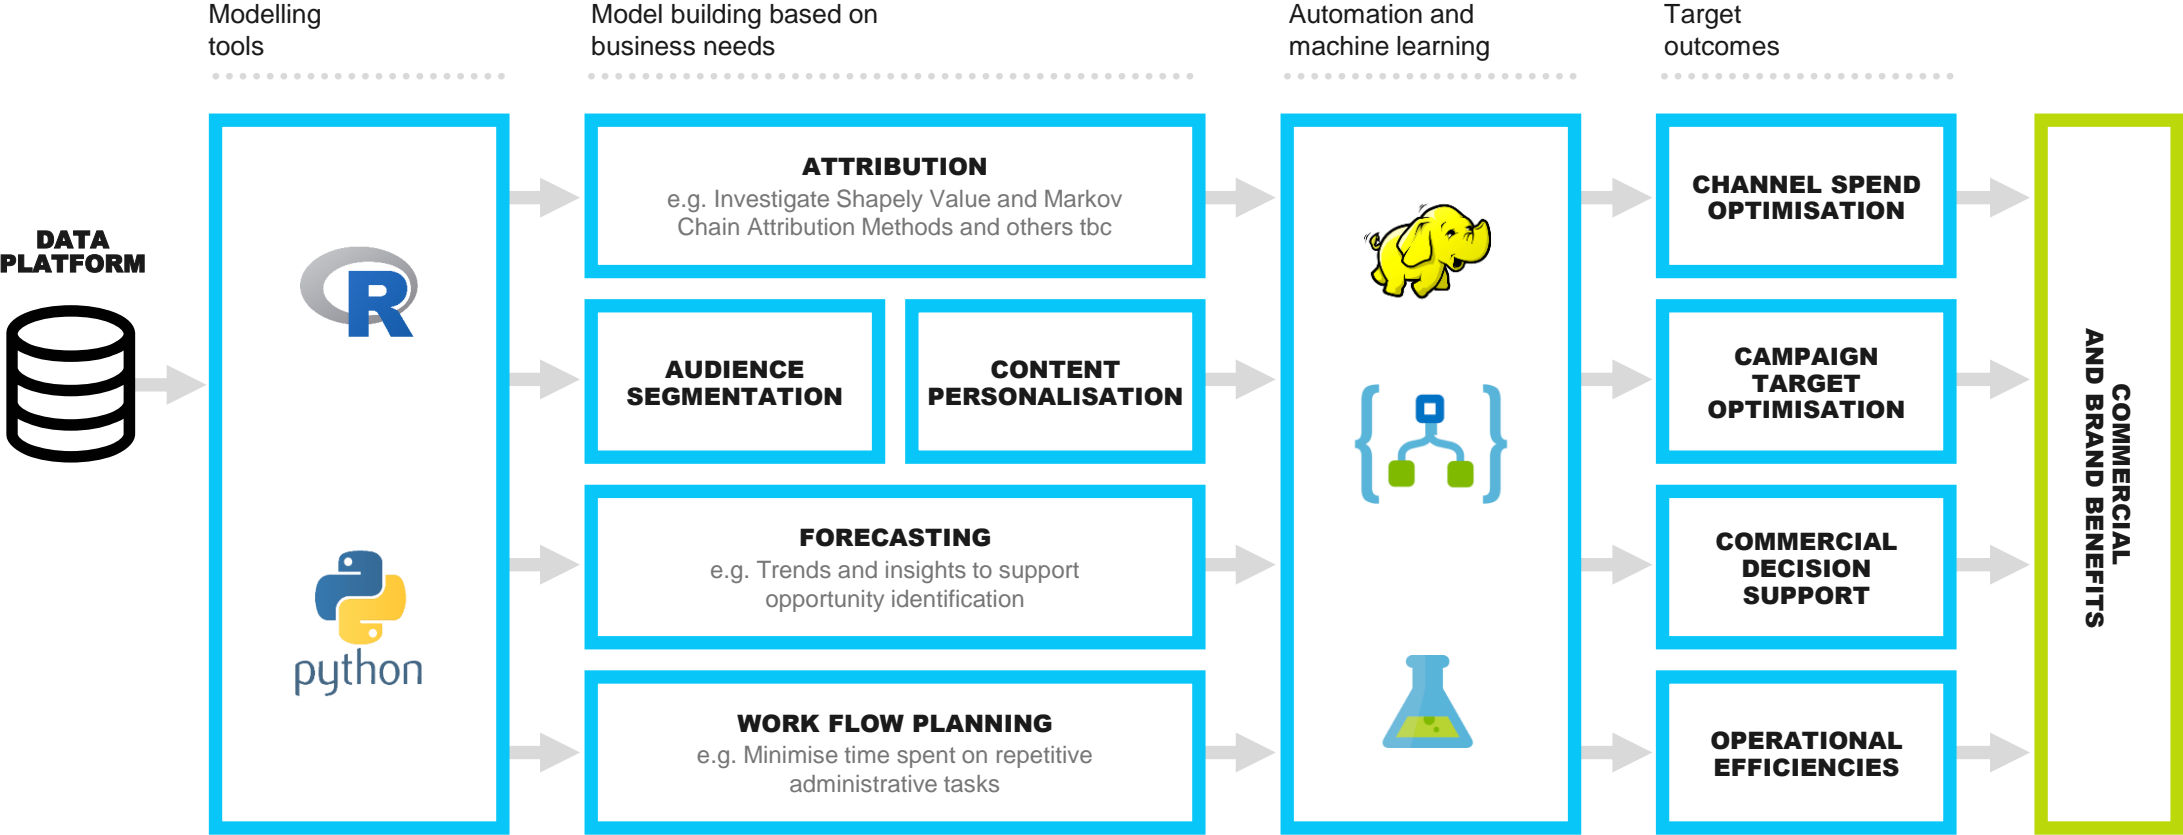 Modelling
tools
Model building based on
business needs
Automation and
machine learning
Target
outcomes
DATA
PLATFORM
R
python
ATTRIBUTION
e.g. Investigate Shapely Value and Markov
Chain Attribution Methods and others tbc
AUDIENCE
SEGMENTATION
CONTENT
PERSONALISATION
FORECASTING
e.g. Trends and insights to support
opportunity identification
WORK FLOW PLANNING
e.g. Minimise time spent on repetitive
administrative tasks
CHANNEL SPEND
OPTIMISATION
CAMPAIGN
TARGET
OPTIMISATION
COMMERCIAL
DECISION
SUPPORT
OPERATIONAL
EFFICIENCIES
COMMERCIAL
AND BRAND BENEFITS